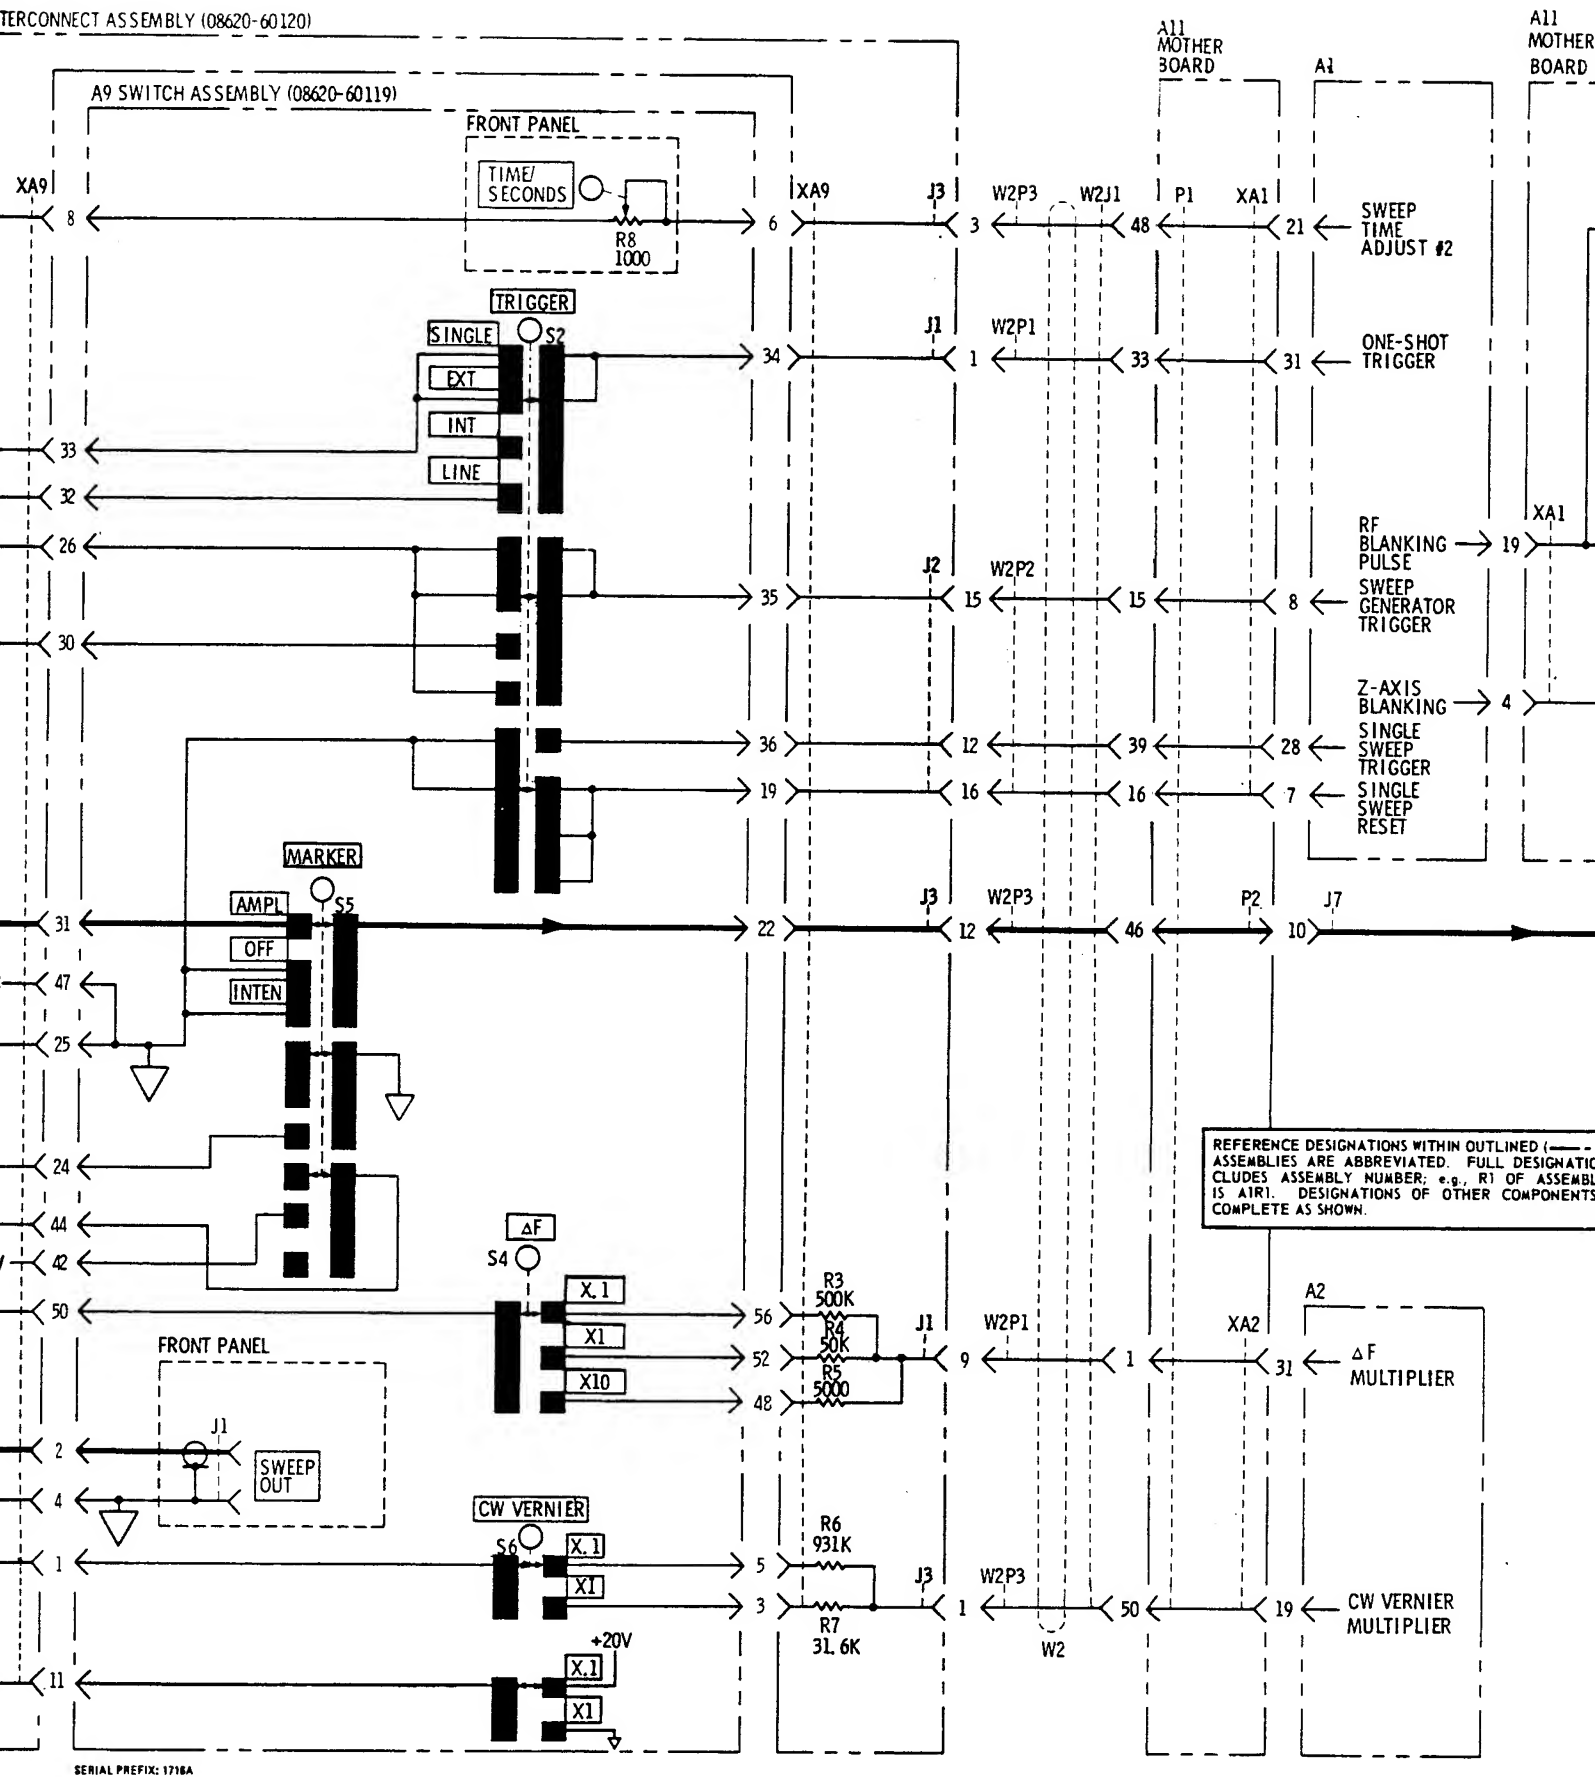 TERCONNECT ASSEMBLY (08620-60120)
A11
MOTHER
BOARD
A1
A11
MOTHER
BOARD
A9 SWITCH ASSEMBLY (08620-60119)
FRONT PANEL
TIME/
SECONDS
R8
1000
XA9
8
6
XA9
J3
3
W2P3
W2J1
48
P1
XA1
21
SWEEP
TIME
ADJUST #2
TRIGGER
S2
SINGLE
EXT
INT
LINE
34
J1
1
W2P1
33
31
ONE-SHOT
TRIGGER
33
32
26
30
RF
BLANKING
PULSE
19
XA1
35
J2
15
W2P2
15
8
SWEEP
GENERATOR
TRIGGER
Z-AXIS
BLANKING
4
36
12
39
28
SINGLE
SWEEP
TRIGGER
19
16
16
7
SINGLE
SWEEP
RESET
MARKER
S5
AMPL
OFF
INTEN
31
22
J3
12
W2P3
46
P2
10
J7
47
25
24
44
42
REFERENCE DESIGNATIONS WITHIN OUTLINED (
ASSEMBLIES ARE ABBREVIATED. FULL DESIGNATIO
CLUDES ASSEMBLY NUMBER; e.g., R1 OF ASSEMBL
IS A1R1. DESIGNATIONS OF OTHER COMPONENTS
COMPLETE AS SHOWN.
ΔF
S4
X.1
X1
X10
50
56
52
48
R3
500K
R4
50K
R5
5000
J1
9
W2P1
1
XA2
31
A2
ΔF
MULTIPLIER
FRONT PANEL
J1
SWEEP
OUT
2
4
CW VERNIER
S6
X.1
X1
1
5
3
R6
931K
R7
31.6K
J3
1
W2P3
50
19
CW VERNIER
MULTIPLIER
W2
+20V
X.1
X1
11
SERIAL PREFIX: 1716A